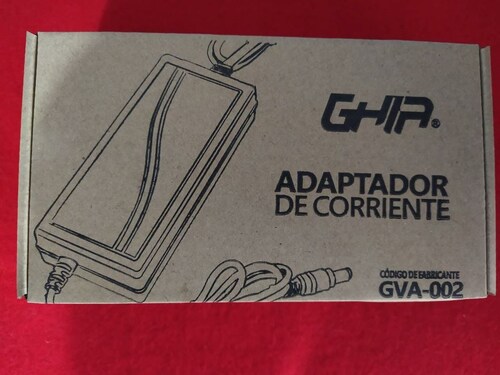 GHIA®
ADAPTADOR
DE CORRIENTE
CÓDIGO DE FABRICANTE
GVA-002